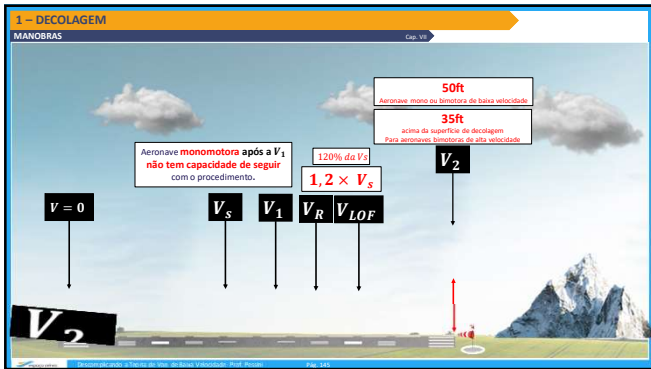 1 – DECOLAGEM
MANOBRAS
Cap. VII
50ft
Aeronave mono ou bimotora de baixa velocidade
35ft
acima da superfície de decolagem
Para aeronaves bimotoras de alta velocidade
Aeronave monomotora após a V₁
não tem capacidade de seguir
com o procedimento.
120% da Vs
1,2 × Vₛ
V₂
V = 0
Vₛ
V₁
V_R
V_LOF
V₂
Descomplicando a Teoria de Voo de Baixa Velocidade- Prof. Pessini
Pág. 145